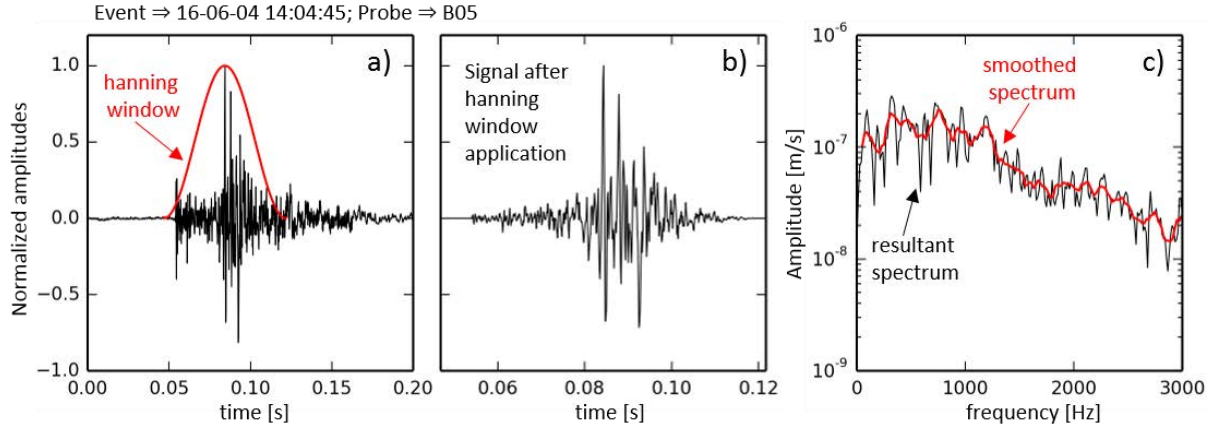 Event ⇒ 16-06-04 14:04:45; Probe ⇒ B05
Normalized amplitudes
1.0
0.5
0.0
−0.5
−1.0
hanning
window
a)
0.00
0.05
0.10
0.15
0.20
time [s]
Signal after
hanning
window
application
b)
0.06
0.08
0.10
0.12
time [s]
Amplitude [m/s]
10⁻⁶
10⁻⁷
10⁻⁸
10⁻⁹
c)
smoothed
spectrum
resultant
spectrum
0
1000
2000
3000
frequency [Hz]